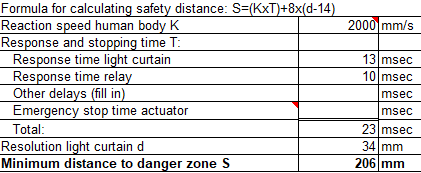 Formula for calculating safety distance: S=(KxT)+8x(d-14)
Reaction speed human body K 2000 mm/s
Response and stopping time T:
Response time light curtain 13 msec
Response time relay 10 msec
Other delays (fill in) msec
Emergency stop time actuator msec
Total: 23 msec
Resolution light curtain d 34 mm
Minimum distance to danger zone S 206 mm